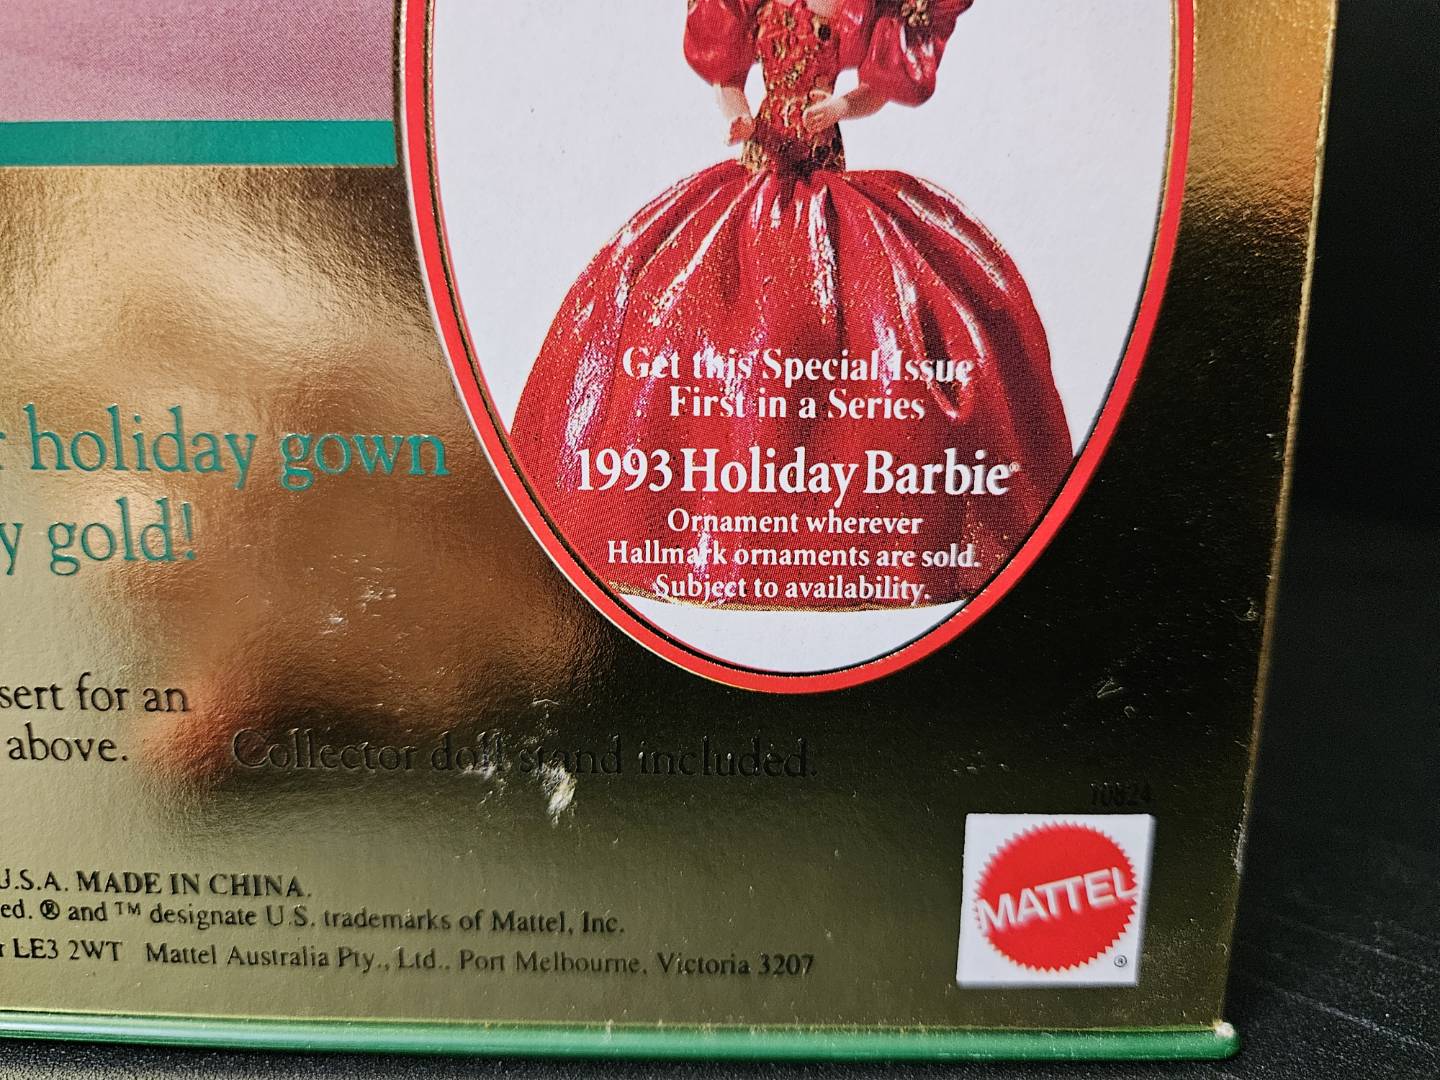 holiday gown
y gold!
Get this Special Issue
First in a Series
1993 Holiday Barbie®
Ornament wherever
Hallmark ornaments are sold.
Subject to availability.
sert for an
above.
Collector doll stand included.
10824
MATTEL
®
U.S.A. MADE IN CHINA.
ed. ® and ™ designate U.S. trademarks of Mattel, Inc.
r LE3 2WT Mattel Australia Pty., Ltd., Port Melbourne, Victoria 3207